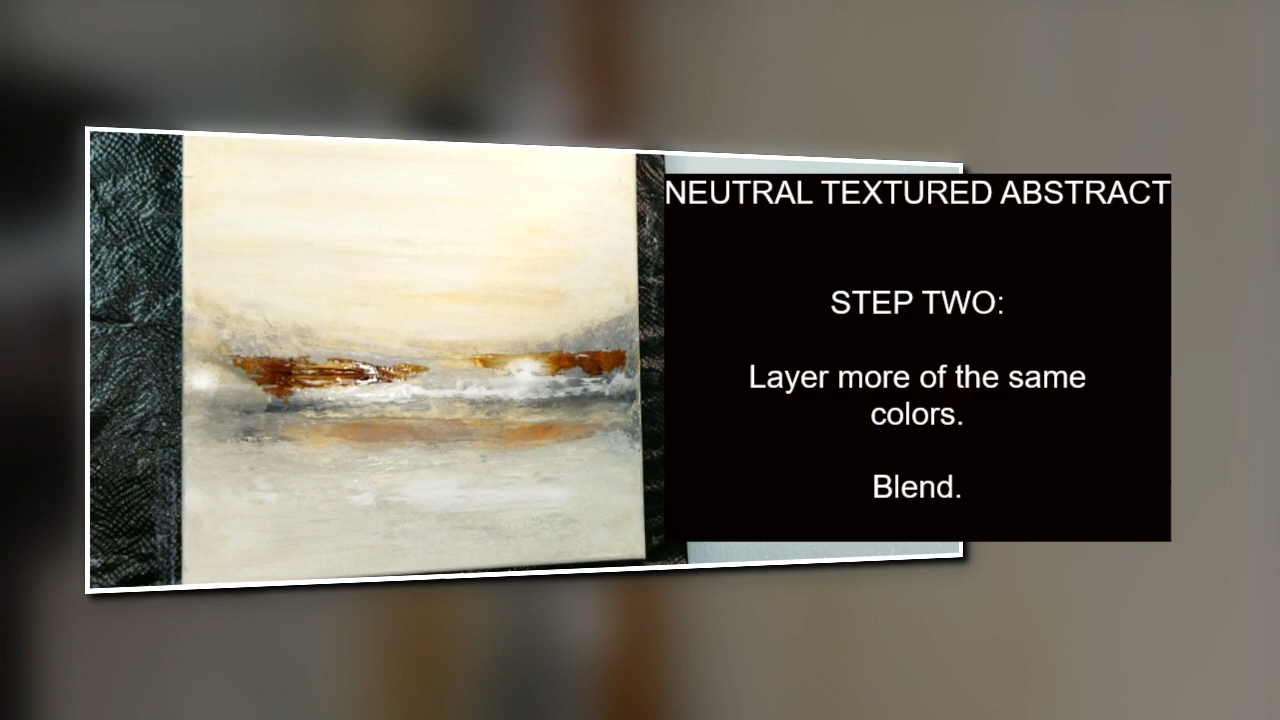 NEUTRAL TEXTURED ABSTRACT
STEP TWO:
Layer more of the same
colors.
Blend.